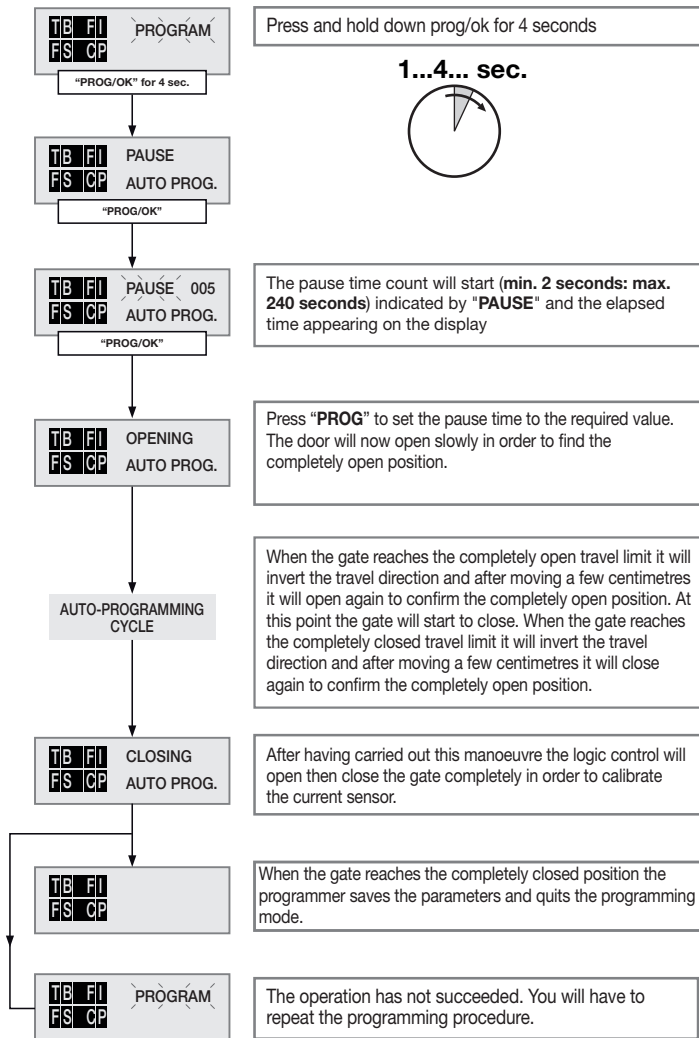 TB FI PROGRAM
FS CP
Press and hold down prog/ok for 4 seconds
"PROG/OK" for 4 sec.
1...4... sec.
TB FI PAUSE
FS CP AUTO PROG.
"PROG/OK"
TB FI PAUSE 005
FS CP AUTO PROG.
"PROG/OK"
The pause time count will start (min. 2 seconds: max.
240 seconds) indicated by "PAUSE" and the elapsed
time appearing on the display
TB FI OPENING
FS CP AUTO PROG.
Press "PROG" to set the pause time to the required value.
The door will now open slowly in order to find the
completely open position.
AUTO-PROGRAMMING
CYCLE
When the gate reaches the completely open travel limit it will
invert the travel direction and after moving a few centimetres
it will open again to confirm the completely open position. At
this point the gate will start to close. When the gate reaches
the completely closed travel limit it will invert the travel
direction and after moving a few centimetres it will close
again to confirm the completely open position.
TB FI CLOSING
FS CP AUTO PROG.
After having carried out this manoeuvre the logic control will
open then close the gate completely in order to calibrate
the current sensor.
TB FI
FS CP
When the gate reaches the completely closed position the
programmer saves the parameters and quits the programming
mode.
TB FI PROGRAM
FS CP
The operation has not succeeded. You will have to
repeat the programming procedure.